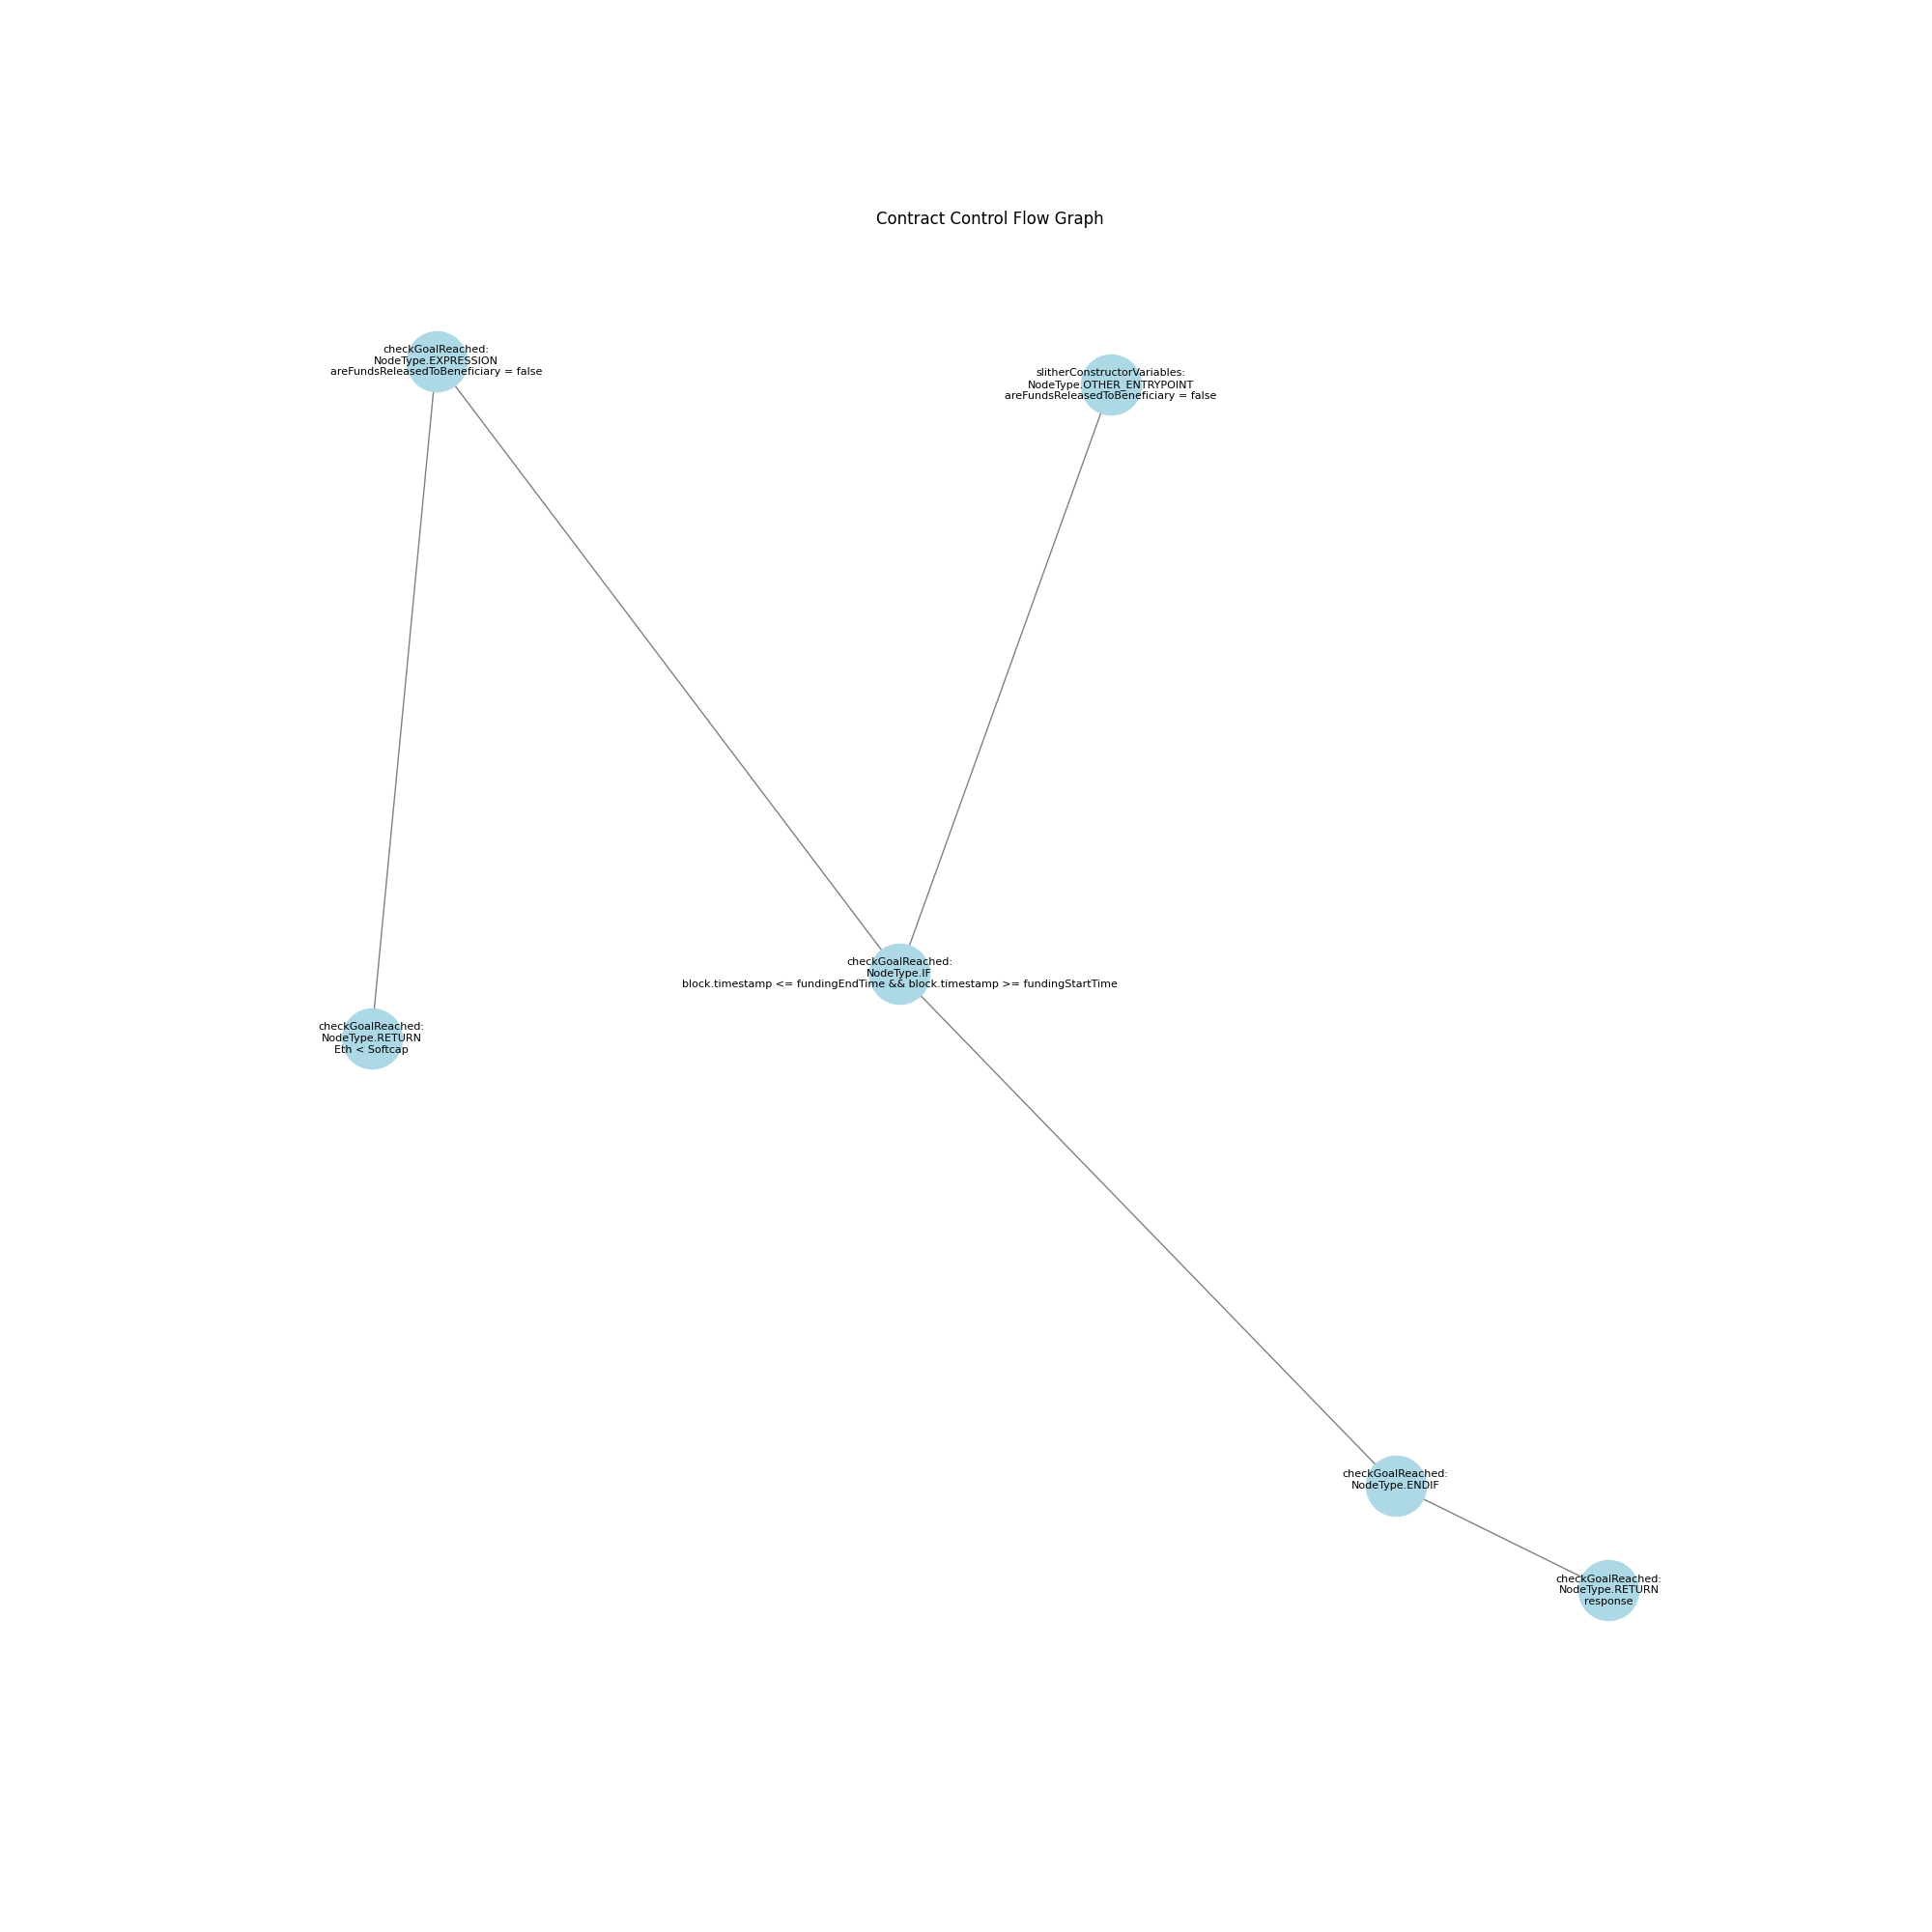 Contract Control Flow Graph
checkGoalReached:
NodeType.EXPRESSION
areFundsReleasedToBeneficiary = false
slitherConstructorVariables:
NodeType.OTHER_ENTRYPOINT
areFundsReleasedToBeneficiary = false
checkGoalReached:
NodeType.IF
block.timestamp <= fundingEndTime && block.timestamp >= fundingStartTime
checkGoalReached:
NodeType.RETURN
Eth < Softcap
checkGoalReached:
NodeType.ENDIF
checkGoalReached:
NodeType.RETURN
response